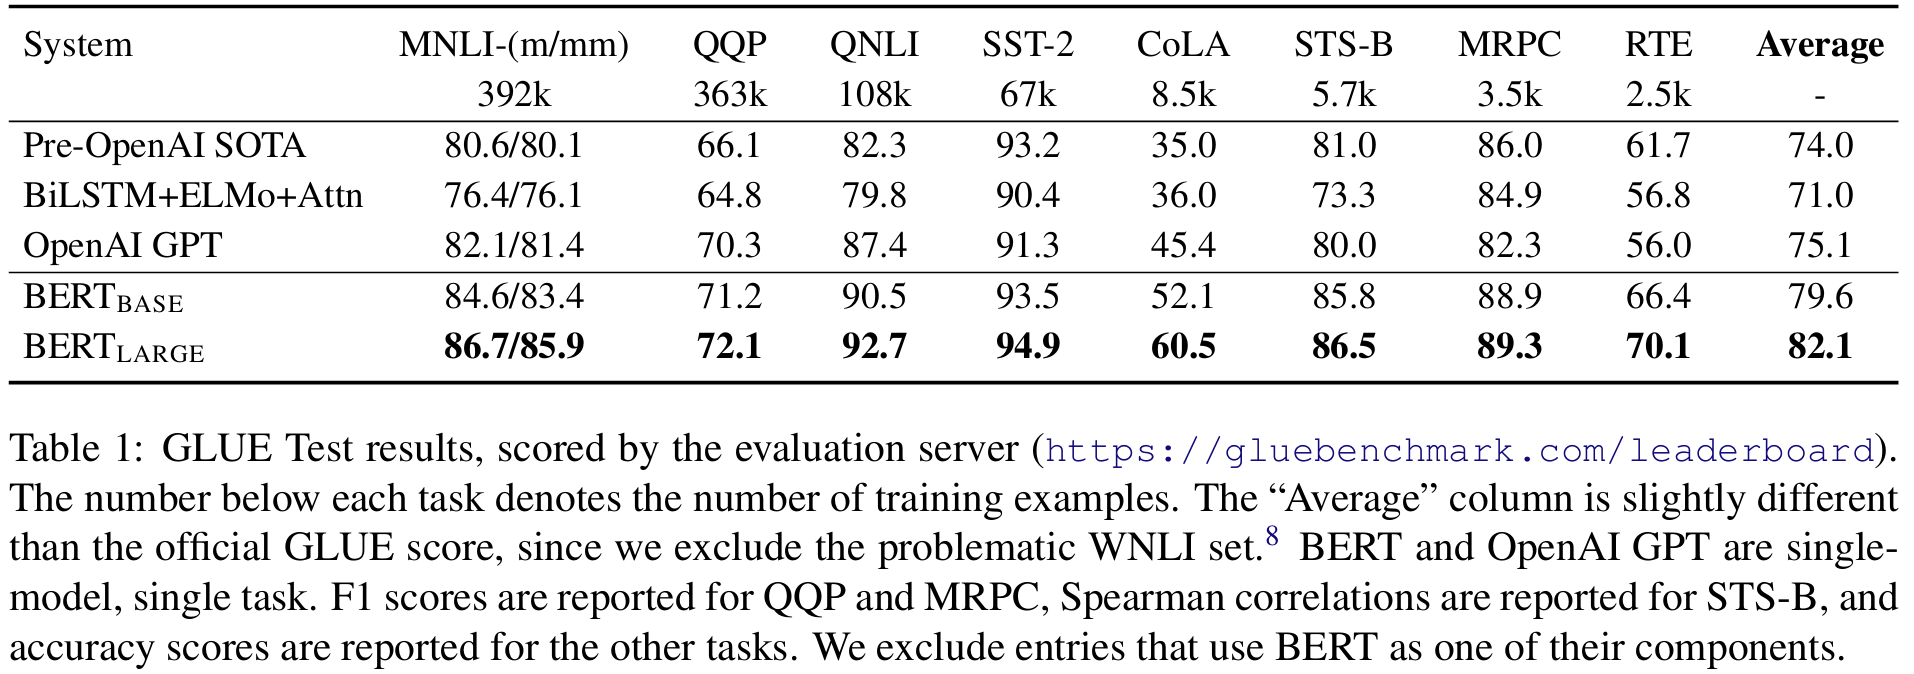 System MNLI-(m/mm) QQP QNLI SST-2 CoLA STS-B MRPC RTE Average
392k 363k 108k 67k 8.5k 5.7k 3.5k 2.5k -
Pre-OpenAI SOTA 80.6/80.1 66.1 82.3 93.2 35.0 81.0 86.0 61.7 74.0
BiLSTM+ELMo+Attn 76.4/76.1 64.8 79.8 90.4 36.0 73.3 84.9 56.8 71.0
OpenAI GPT 82.1/81.4 70.3 87.4 91.3 45.4 80.0 82.3 56.0 75.1
BERTBASE 84.6/83.4 71.2 90.5 93.5 52.1 85.8 88.9 66.4 79.6
BERTLARGE 86.7/85.9 72.1 92.7 94.9 60.5 86.5 89.3 70.1 82.1
Table 1: GLUE Test results, scored by the evaluation server (https://gluebenchmark.com/leaderboard).
The number below each task denotes the number of training examples. The “Average” column is slightly different
than the official GLUE score, since we exclude the problematic WNLI set.8 BERT and OpenAI GPT are single-
model, single task. F1 scores are reported for QQP and MRPC, Spearman correlations are reported for STS-B, and
accuracy scores are reported for the other tasks. We exclude entries that use BERT as one of their components.